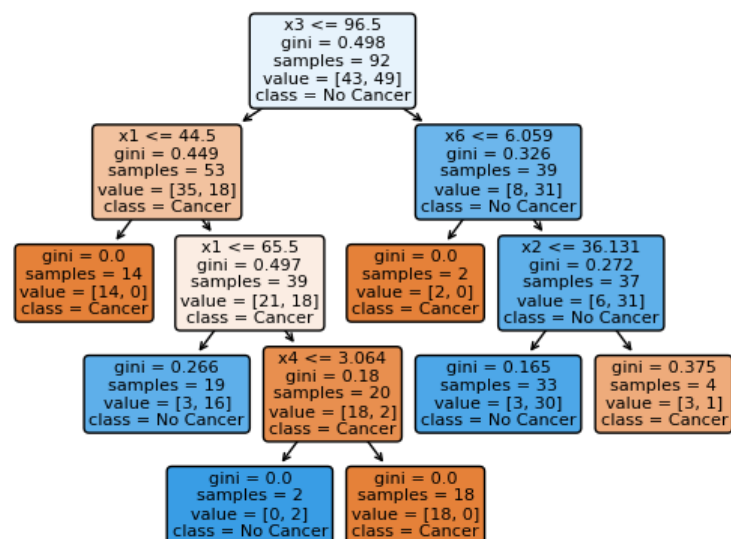 x3 <= 96.5
gini = 0.498
samples = 92
value = [43, 49]
class = No Cancer
x1 <= 44.5
gini = 0.449
samples = 53
value = [35, 18]
class = Cancer
x6 <= 6.059
gini = 0.326
samples = 39
value = [8, 31]
class = No Cancer
gini = 0.0
samples = 14
value = [14, 0]
class = Cancer
x1 <= 65.5
gini = 0.497
samples = 39
value = [21, 18]
class = Cancer
gini = 0.0
samples = 2
value = [2, 0]
class = Cancer
x2 <= 36.131
gini = 0.272
samples = 37
value = [6, 31]
class = No Cancer
gini = 0.266
samples = 19
value = [3, 16]
class = No Cancer
x4 <= 3.064
gini = 0.18
samples = 20
value = [18, 2]
class = Cancer
gini = 0.165
samples = 33
value = [3, 30]
class = No Cancer
gini = 0.375
samples = 4
value = [3, 1]
class = Cancer
gini = 0.0
samples = 2
value = [0, 2]
class = No Cancer
gini = 0.0
samples = 18
value = [18, 0]
class = Cancer